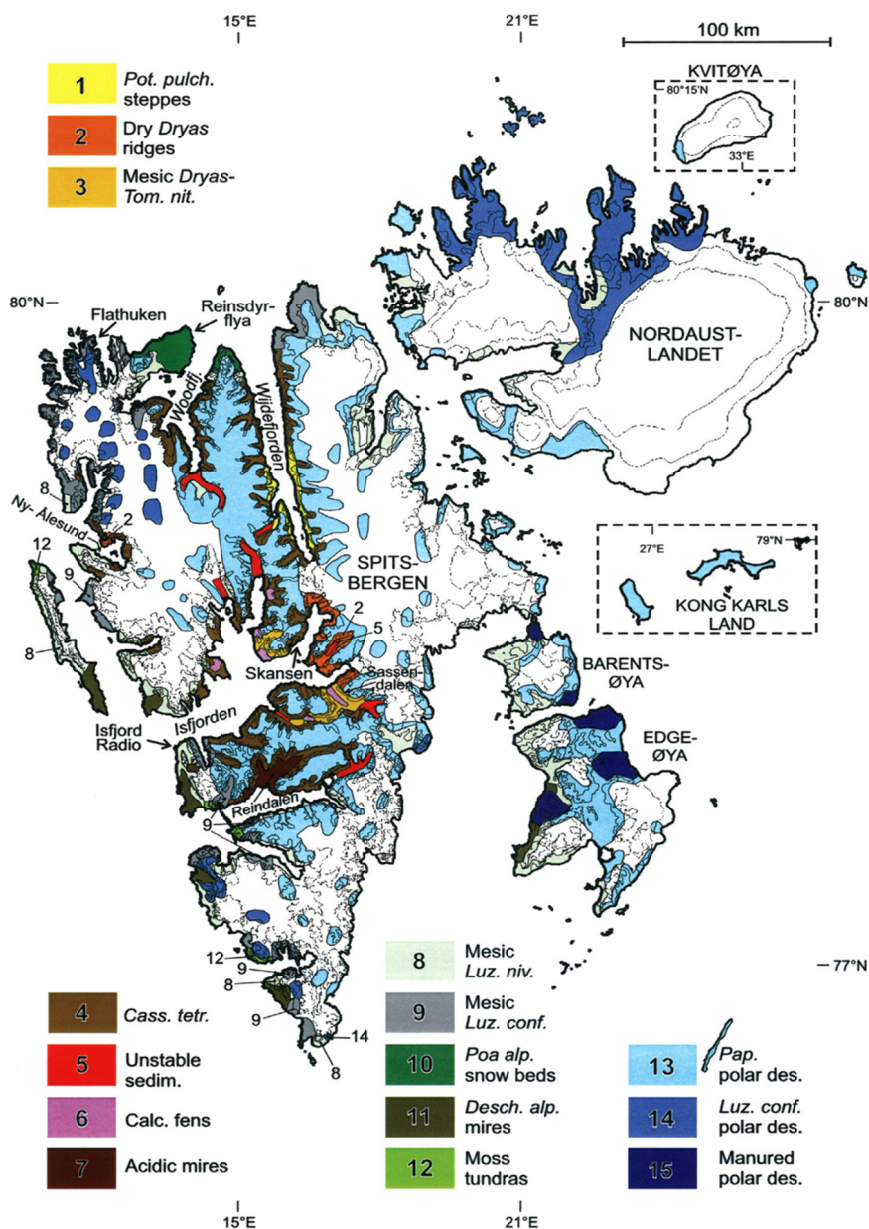 15°E
21°E
100 km
KVITØYA
80°15'N
33°E
1
Pot. pulch.
steppes
2
Dry Dryas
ridges
3
Mesic Dryas-
Tom. nit.
80°N
80°N
Flathuken
Reinsdyr-
flya
Woodfj.
Wijdefjorden
NORDAUST-
LANDET
8
Ny-Ålesund
2
12
9
8
SPITS-
BERGEN
27°E
79°N
KONG KARLS
LAND
2
5
Skansen
Sassen-
dalen
BARENTS-
ØYA
Isfjorden
Isfjord
Radio
EDGE-
ØYA
Reindalen
9
12
9
8
9
14
8
77°N
4
Cass. tetr.
5
Unstable
sedim.
6
Calc. fens
7
Acidic mires
8
Mesic
Luz. niv.
9
Mesic
Luz. conf.
10
Poa alp.
snow beds
11
Desch. alp.
mires
12
Moss
tundras
13
Pap.
polar des.
14
Luz. conf.
polar des.
15
Manured
polar des.
15°E
21°E